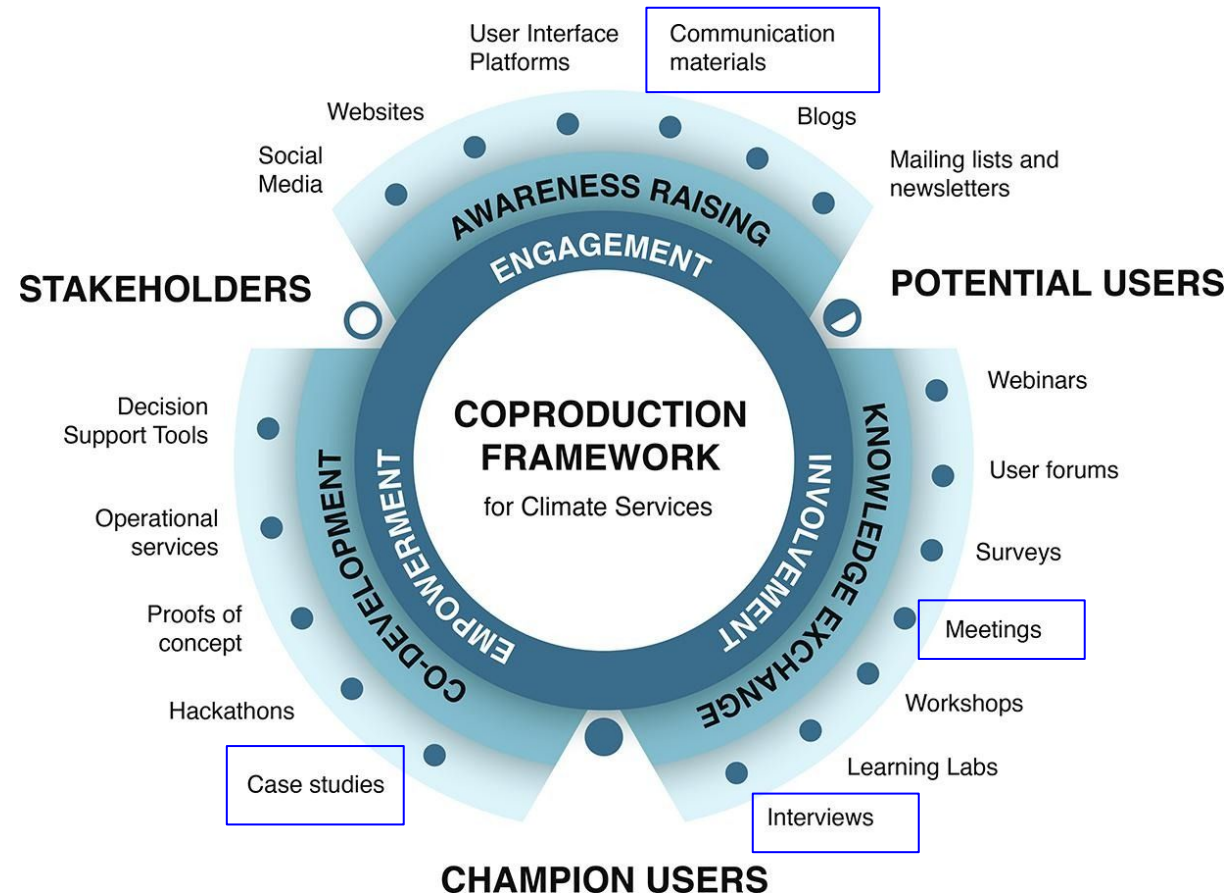 User Interface
Platforms
Communication
materials
Websites
Blogs
Social
Media
Mailing lists and
newsletters
AWARENESS RAISING
ENGAGEMENT
STAKEHOLDERS
POTENTIAL USERS
COPRODUCTION
FRAMEWORK
for Climate Services
INVOLVEMENT
KNOWLEDGE EXCHANGE
Webinars
User forums
Surveys
Meetings
Workshops
Learning Labs
Interviews
EMPOWERMENT
CO-DEVELOPMENT
Decision
Support Tools
Operational
services
Proofs of
concept
Hackathons
Case studies
CHAMPION USERS